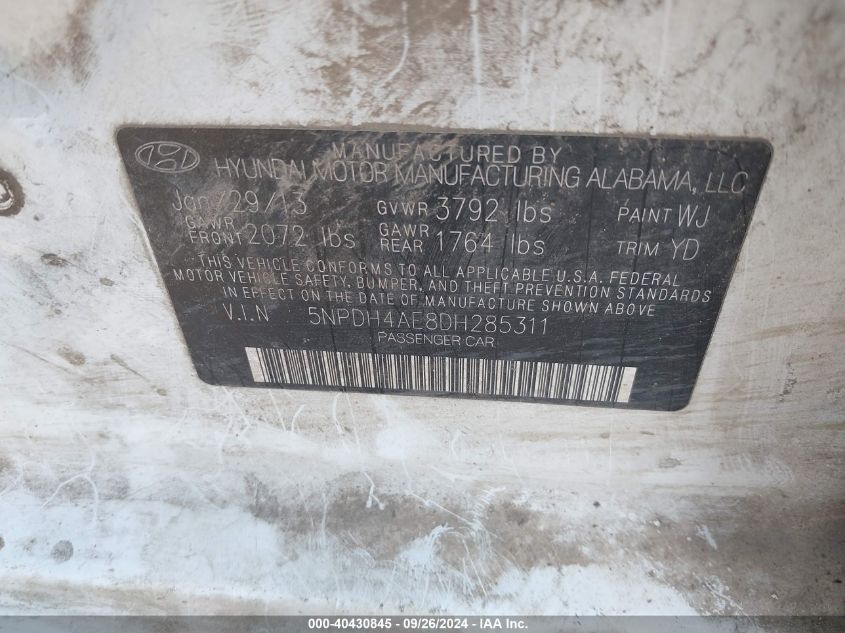 MANUFACTURED BY
HYUNDAI MOTOR MANUFACTURING ALABAMA, LLC
Jan/29/13 GVWR 3792 lbs PAINT WJ
GAWR FRONT 2072 lbs GAWR REAR 1764 lbs TRIM YD
THIS VEHICLE CONFORMS TO ALL APPLICABLE U.S.A. FEDERAL
MOTOR VEHICLE SAFETY, BUMPER, AND THEFT PREVENTION STANDARDS
IN EFFECT ON THE DATE OF MANUFACTURE SHOWN ABOVE
V.I.N 5NPDH4AE8DH285311
PASSENGER CAR
000-40430845 - 09/26/2024 - IAA Inc.